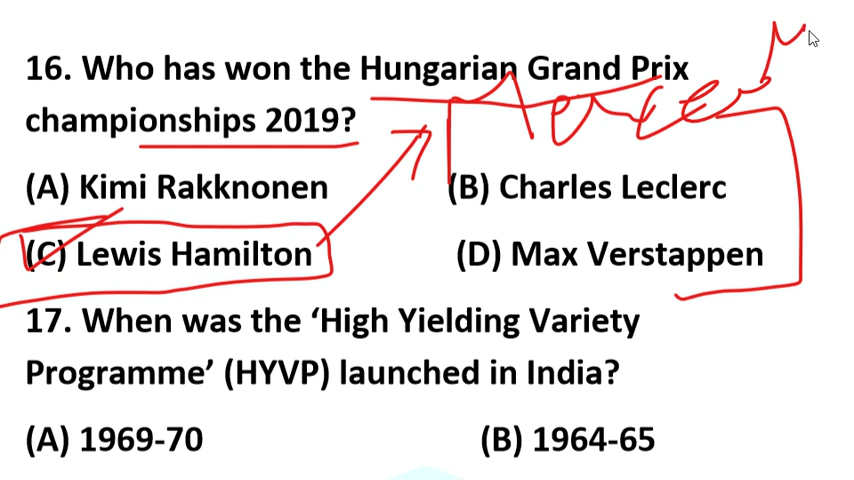 16. Who has won the Hungarian Grand Prix
championships 2019?
(A) Kimi Rakknonen (B) Charles Leclerc
(C) Lewis Hamilton (D) Max Verstappen
17. When was the ‘High Yielding Variety
Programme’ (HYVP) launched in India?
(A) 1969-70 (B) 1964-65